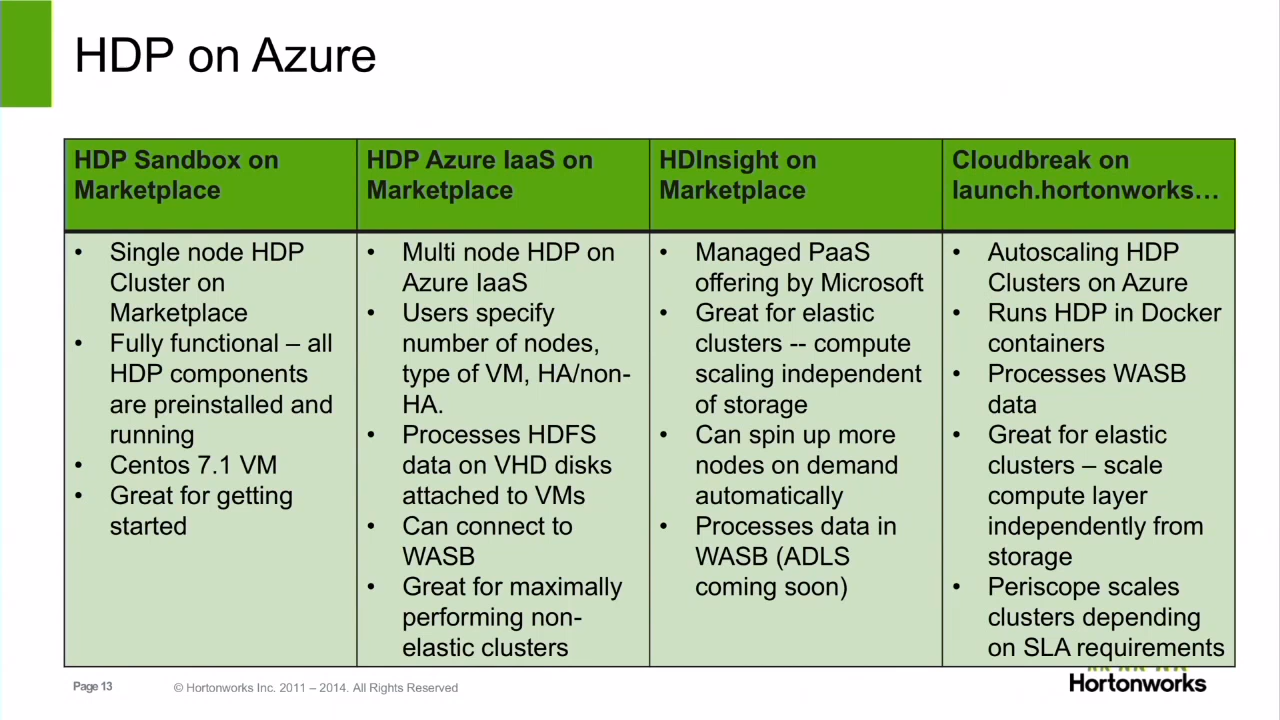 HDP on Azure
HDP Sandbox on
Marketplace
• Single node HDP
Cluster on
Marketplace
• Fully functional – all
HDP components
are preinstalled and
running
• Centos 7.1 VM
• Great for getting
started
HDP Azure IaaS on
Marketplace
• Multi node HDP on
Azure IaaS
• Users specify
number of nodes,
type of VM, HA/non-
HA.
• Processes HDFS
data on VHD disks
attached to VMs
• Can connect to
WASB
• Great for maximally
performing non-
elastic clusters
HDInsight on
Marketplace
• Managed PaaS
offering by Microsoft
• Great for elastic
clusters -- compute
scaling independent
of storage
• Can spin up more
nodes on demand
automatically
• Processes data in
WASB (ADLS
coming soon)
Cloudbreak on
launch.hortonworks…
• Autoscaling HDP
Clusters on Azure
• Runs HDP in Docker
containers
• Processes WASB
data
• Great for elastic
clusters – scale
compute layer
independently from
storage
• Periscope scales
clusters depending
on SLA requirements
Page 13
© Hortonworks Inc. 2011 – 2014. All Rights Reserved
Hortonworks